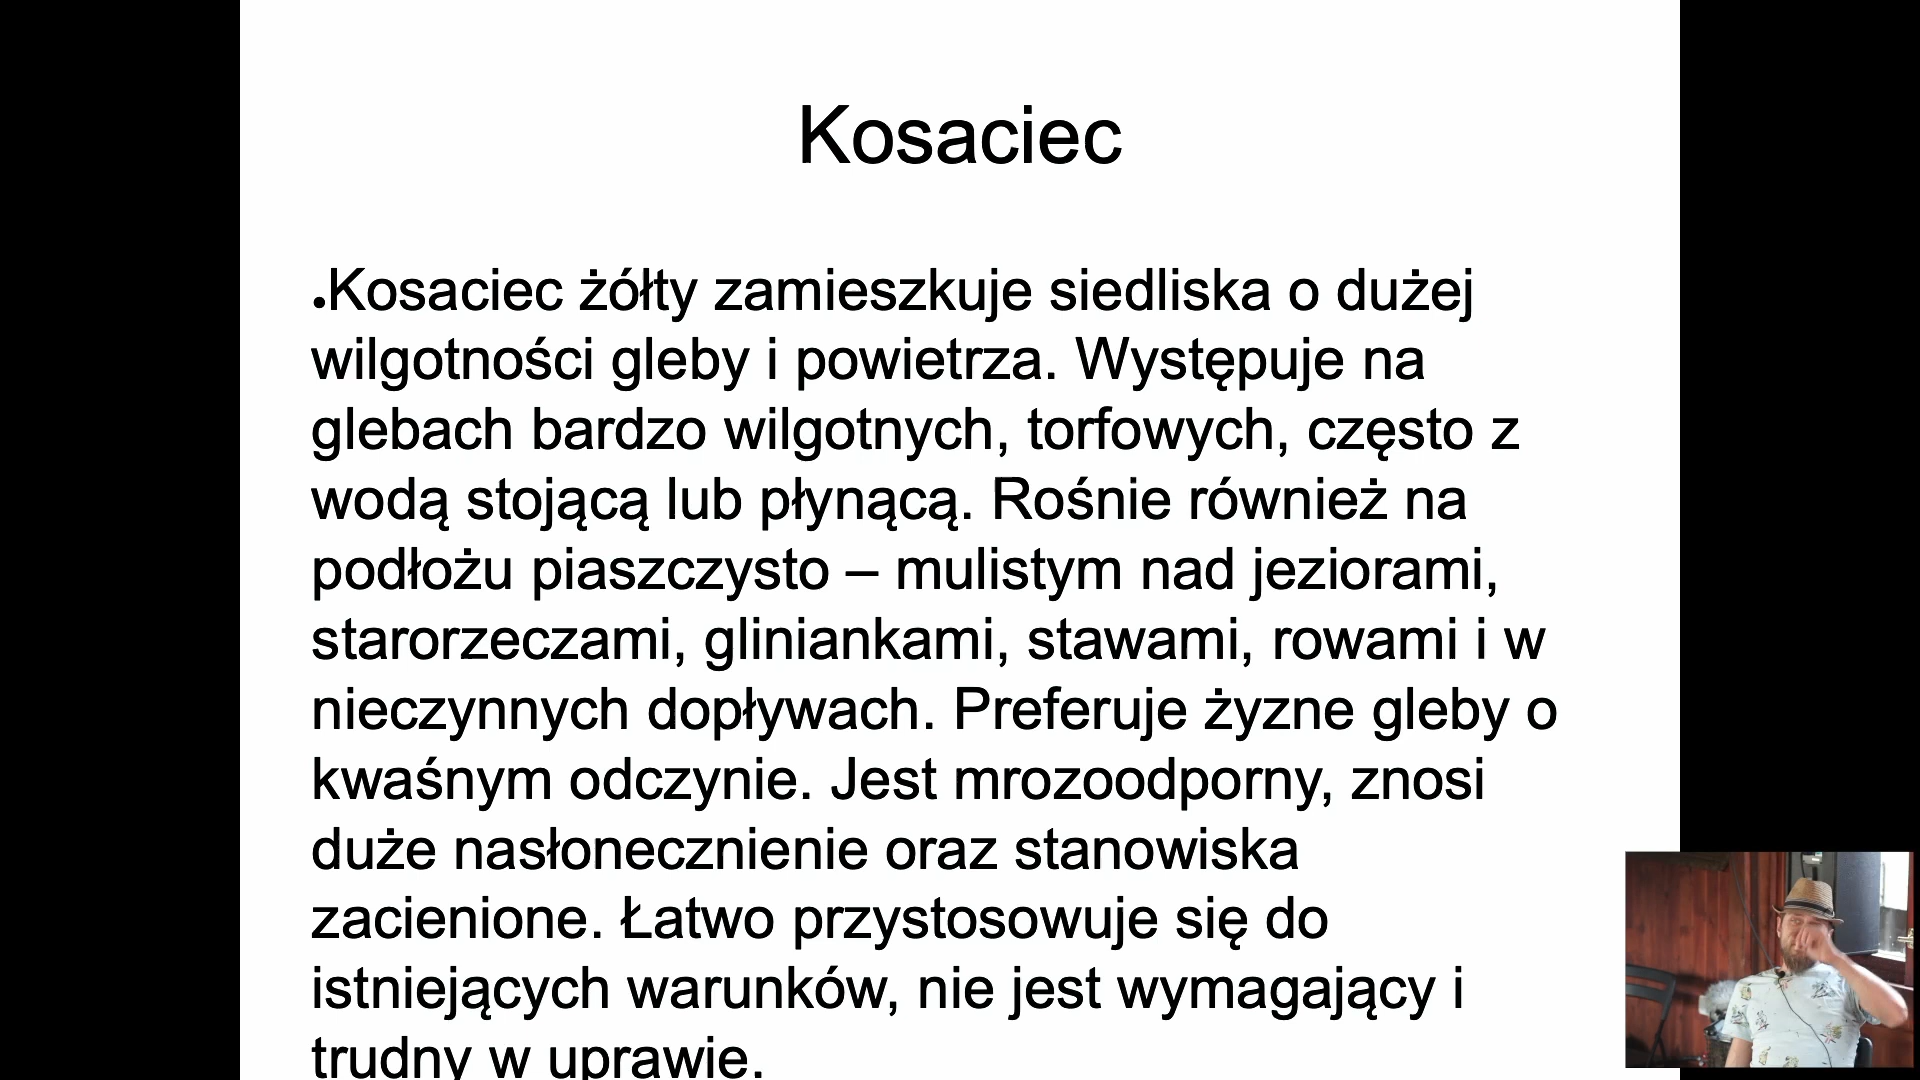 Kosaciec
•Kosaciec żółty zamieszkuje siedliska o dużej
wilgotności gleby i powietrza. Występuje na
glebach bardzo wilgotnych, torfowych, często z
wodą stojącą lub płynącą. Rośnie również na
podłożu piaszczysto – mulistym nad jeziorami,
starorzeczami, gliniankami, stawami, rowami i w
nieczynnych dopływach. Preferuje żyzne gleby o
kwaśnym odczynie. Jest mrozoodporny, znosi
duże nasłonecznienie oraz stanowiska
zacienione. Łatwo przystosowuje się do
istniejących warunków, nie jest wymagający i
trudny w uprawie.